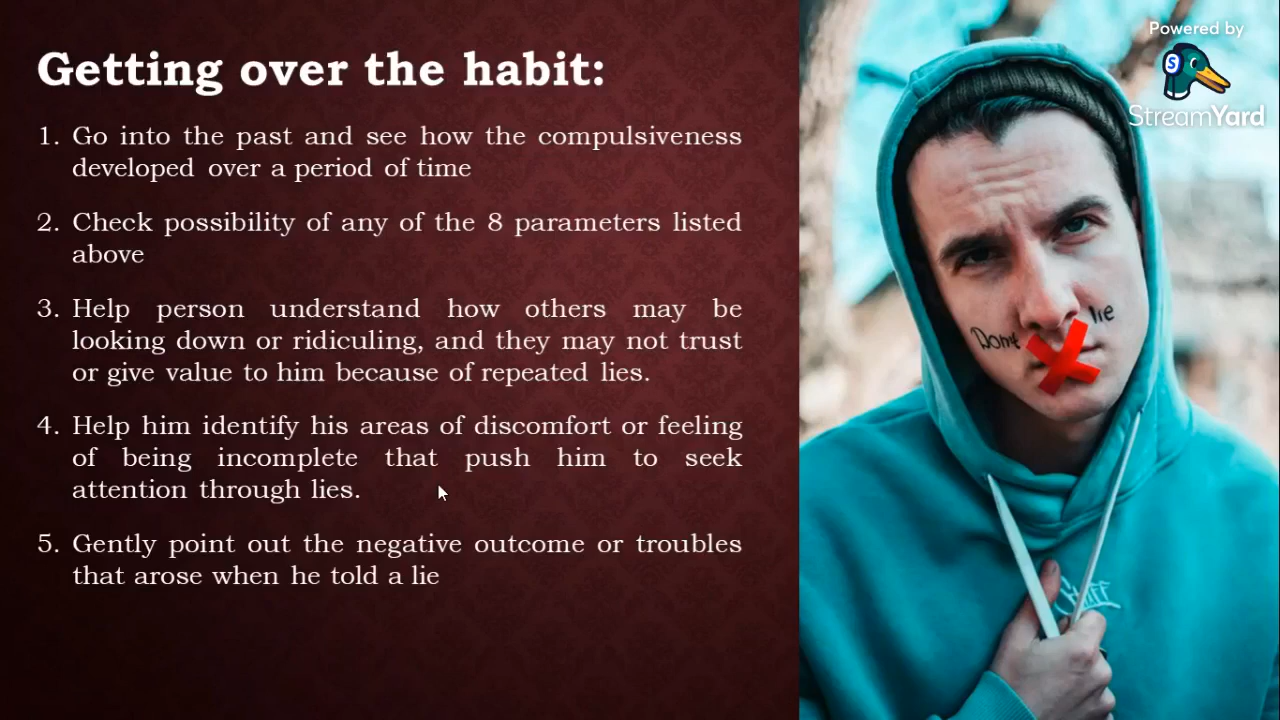 Getting over the habit:
1. Go into the past and see how the compulsiveness
developed over a period of time
2. Check possibility of any of the 8 parameters listed
above
3. Help person understand how others may be
looking down or ridiculing, and they may not trust
or give value to him because of repeated lies.
4. Help him identify his areas of discomfort or feeling
of being incomplete that push him to seek
attention through lies.
5. Gently point out the negative outcome or troubles
that arose when he told a lie
Powered by
S
StreamYard
Dont lie